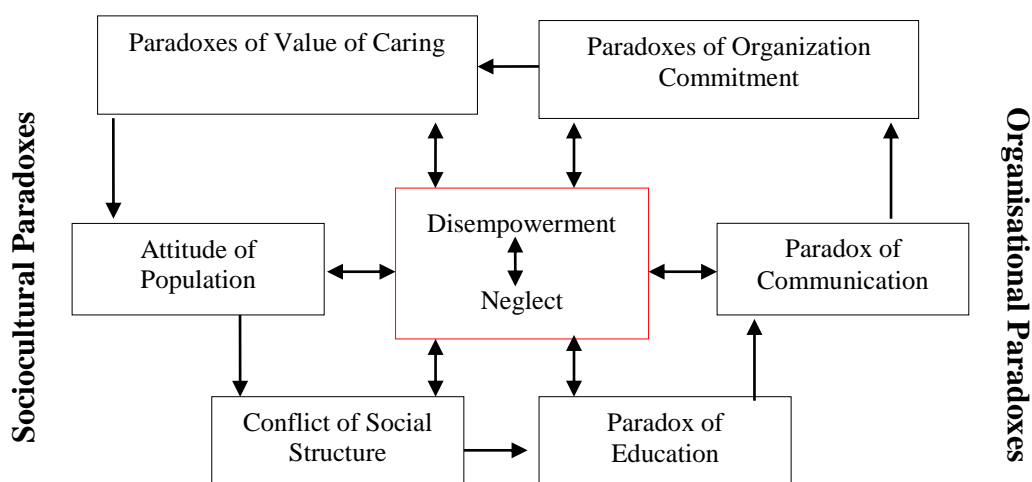 Paradoxes of Value of Caring
Paradoxes of Organization
Commitment
Sociocultural Paradoxes
Organisational Paradoxes
Disempowerment
Neglect
Attitude of
Population
Paradox of
Communication
Conflict of Social
Structure
Paradox of
Education